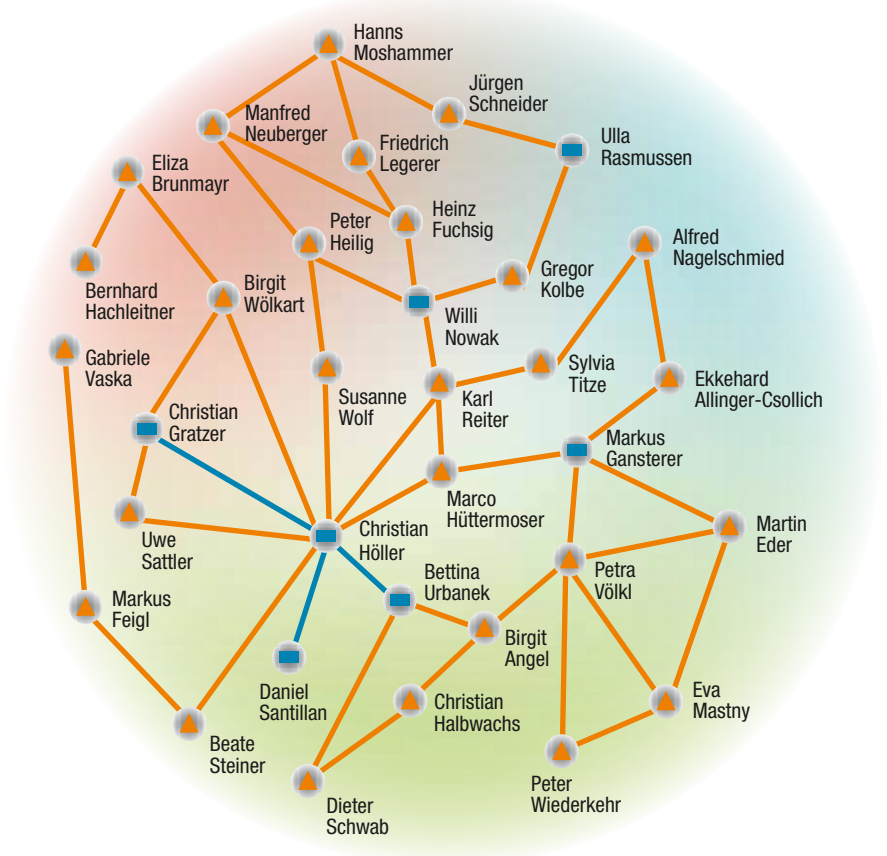 Hanns
Moshammer
Jürgen
Schneider
Manfred
Neuberger
Ulla
Rasmussen
Friedrich
Legerer
Eliza
Brunmayr
Heinz
Fuchsig
Peter
Heilig
Alfred
Nagelschmied
Gregor
Kolbe
Bernhard
Hachleitner
Birgit
Wölkart
Willi
Nowak
Gabriele
Vaska
Sylvia
Titze
Ekkehard
Allinger-Csollich
Susanne
Wolf
Karl
Reiter
Christian
Gratzer
Markus
Gansterer
Marco
Hüttermoser
Uwe
Sattler
Christian
Höller
Martin
Eder
Bettina
Urbanek
Petra
Völkl
Markus
Feigl
Birgit
Angel
Daniel
Santillan
Christian
Halbwachs
Eva
Mastny
Beate
Steiner
Peter
Wiederkehr
Dieter
Schwab